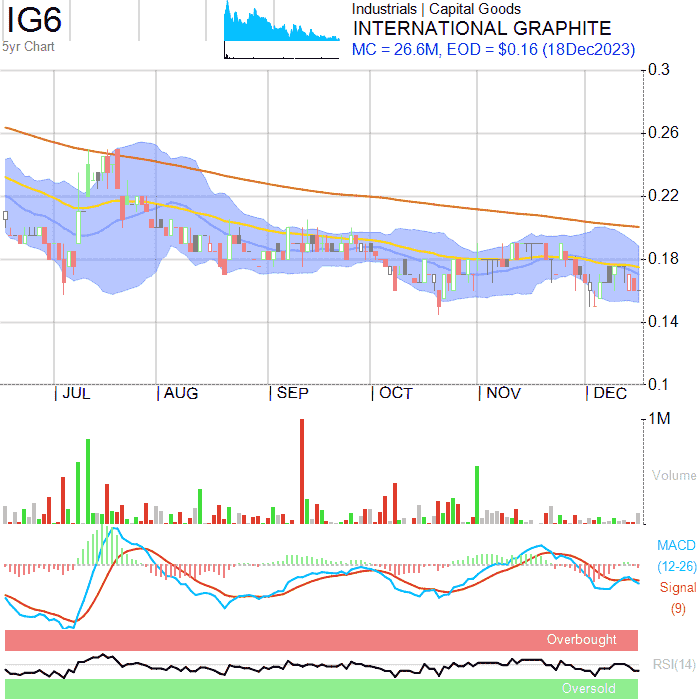 IG6
5yr Chart
Industrials | Capital Goods
INTERNATIONAL GRAPHITE
MC = 26.6M, EOD = $0.16 (18Dec2023)
0.3
0.26
0.22
0.18
0.14
0.1
JUL AUG SEP OCT NOV DEC
1M
Volume
MACD
(12-26)
Signal
(9)
Overbought
RSI(14)
Oversold